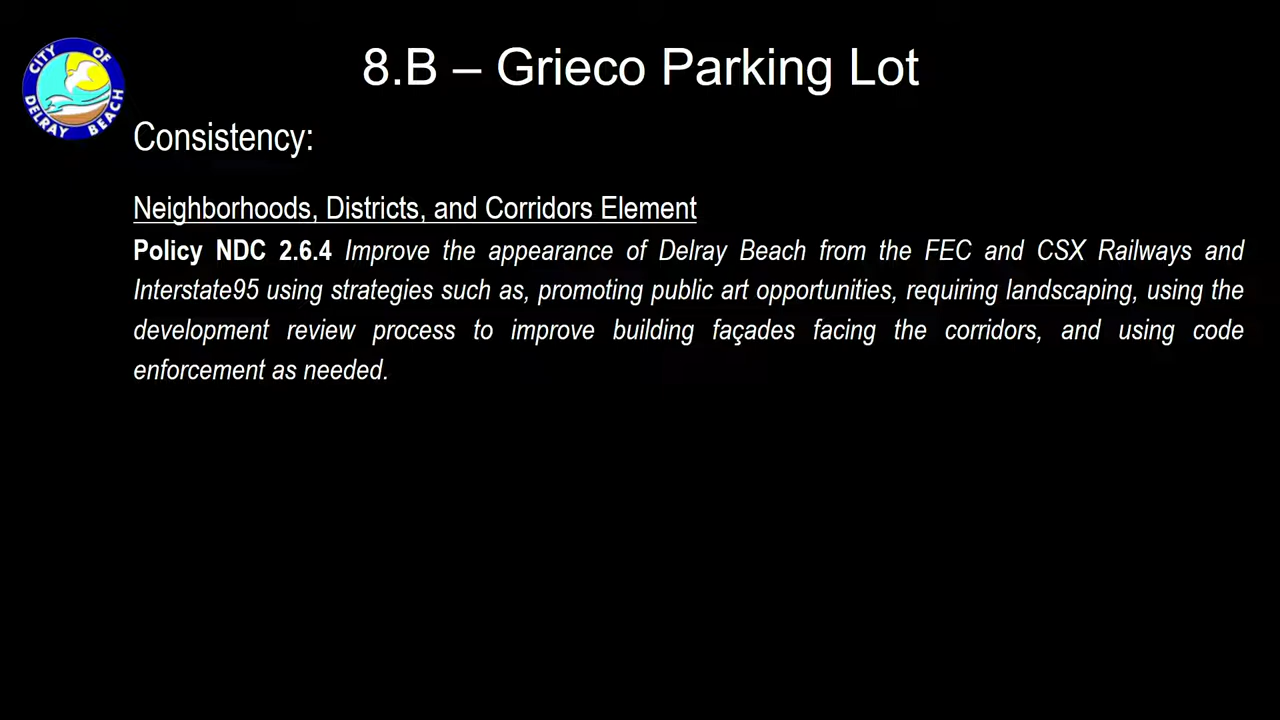 CITY OF
DELRAY BEACH
8.B – Grieco Parking Lot
Consistency:
Neighborhoods, Districts, and Corridors Element
Policy NDC 2.6.4 Improve the appearance of Delray Beach from the FEC and CSX Railways and
Interstate95 using strategies such as, promoting public art opportunities, requiring landscaping, using the
development review process to improve building façades facing the corridors, and using code
enforcement as needed.